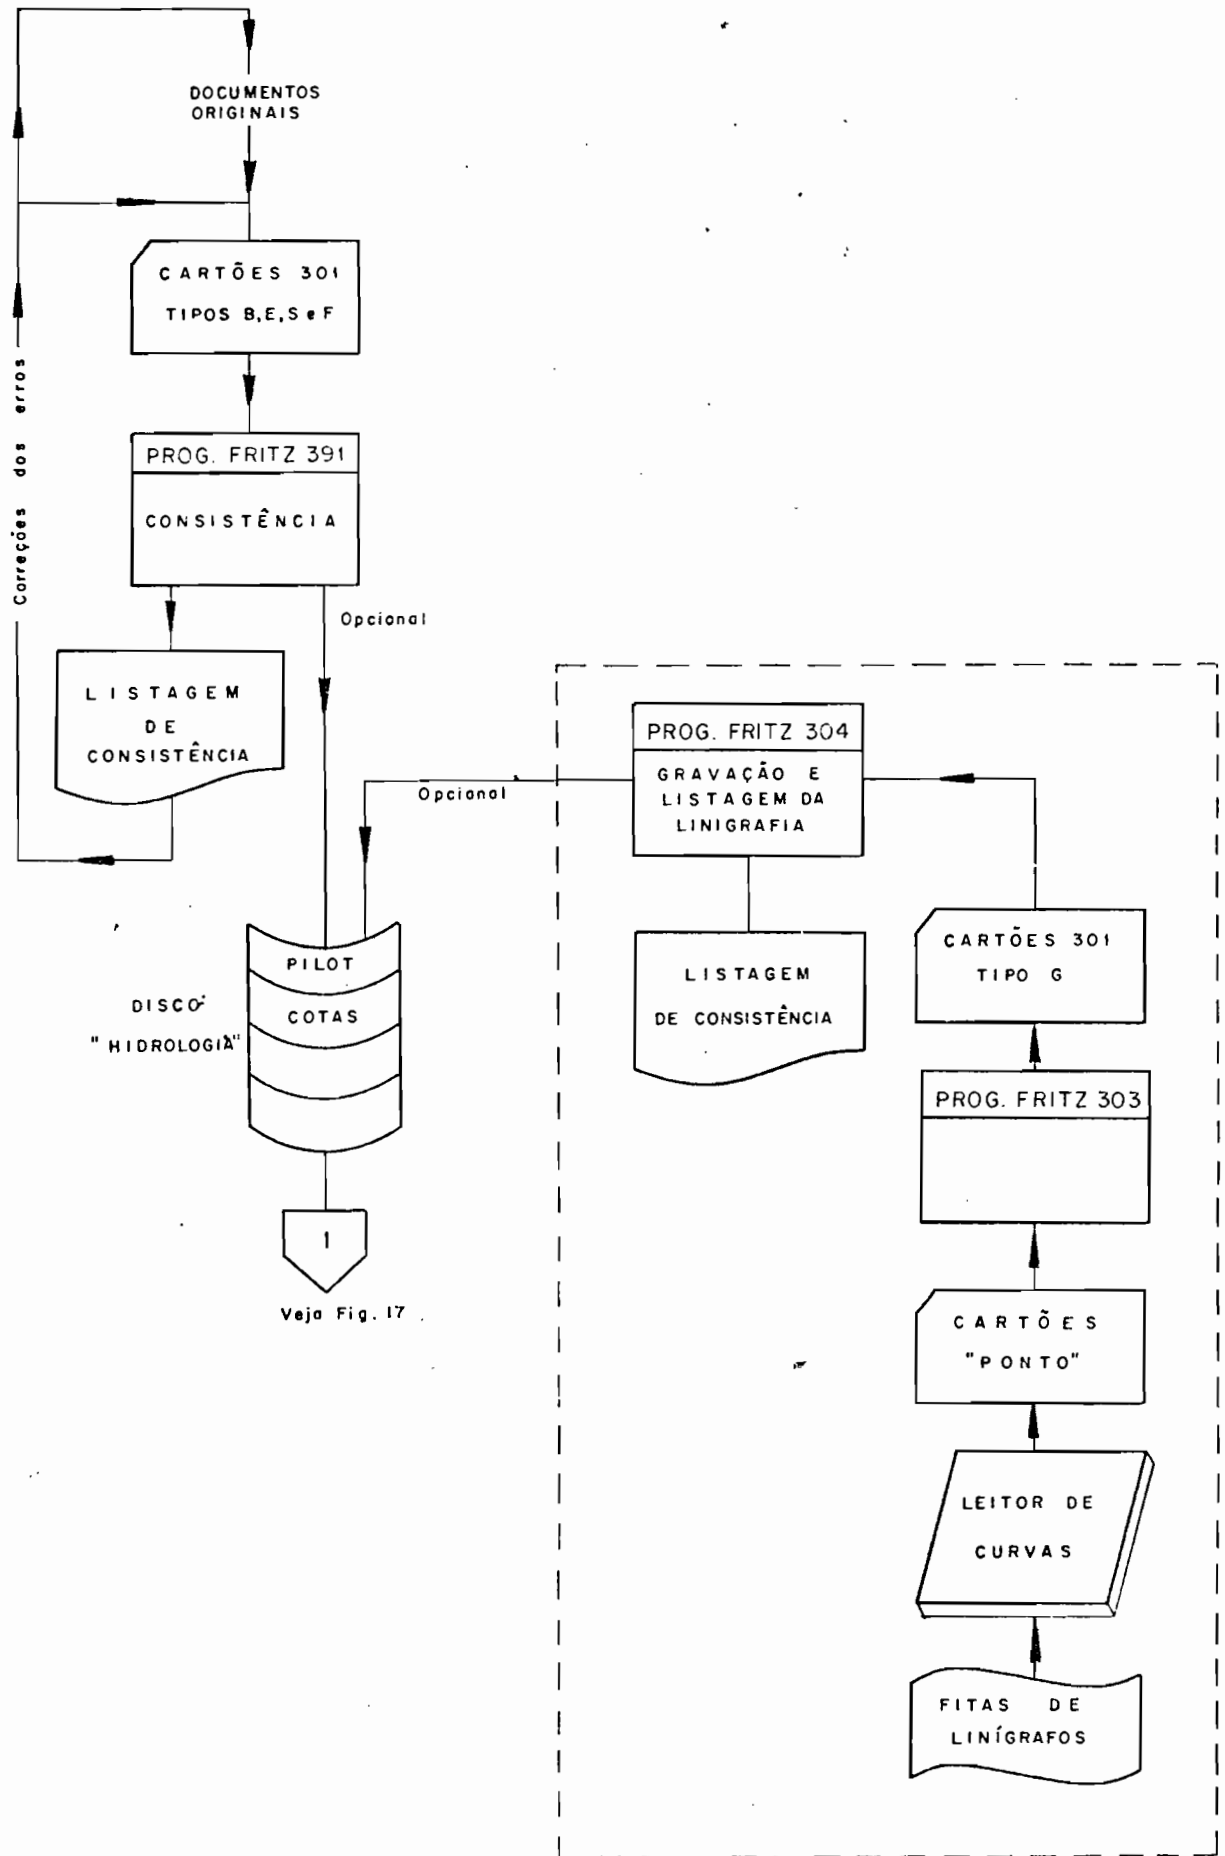 DOCUMENTOS
ORIGINAIS
CARTÕES 301
TIPOS B,E,S e F
Correções dos erros
PROG. FRITZ 391
CONSISTÊNCIA
Opcional
LISTAGEM
DE
CONSISTÊNCIA
PROG. FRITZ 304
GRAVAÇÃO E
LISTAGEM DA
LINIGRAFIA
Opcional
LISTAGEM
DE CONSISTÊNCIA
CARTÕES 301
TIPO G
PILOT
COTAS
DISCO
"HIDROLOGIA"
PROG. FRITZ 303
1
Veja Fig. 17
CARTÕES
"PONTO"
LEITOR DE
CURVAS
FITAS DE
LINÍGRAFOS